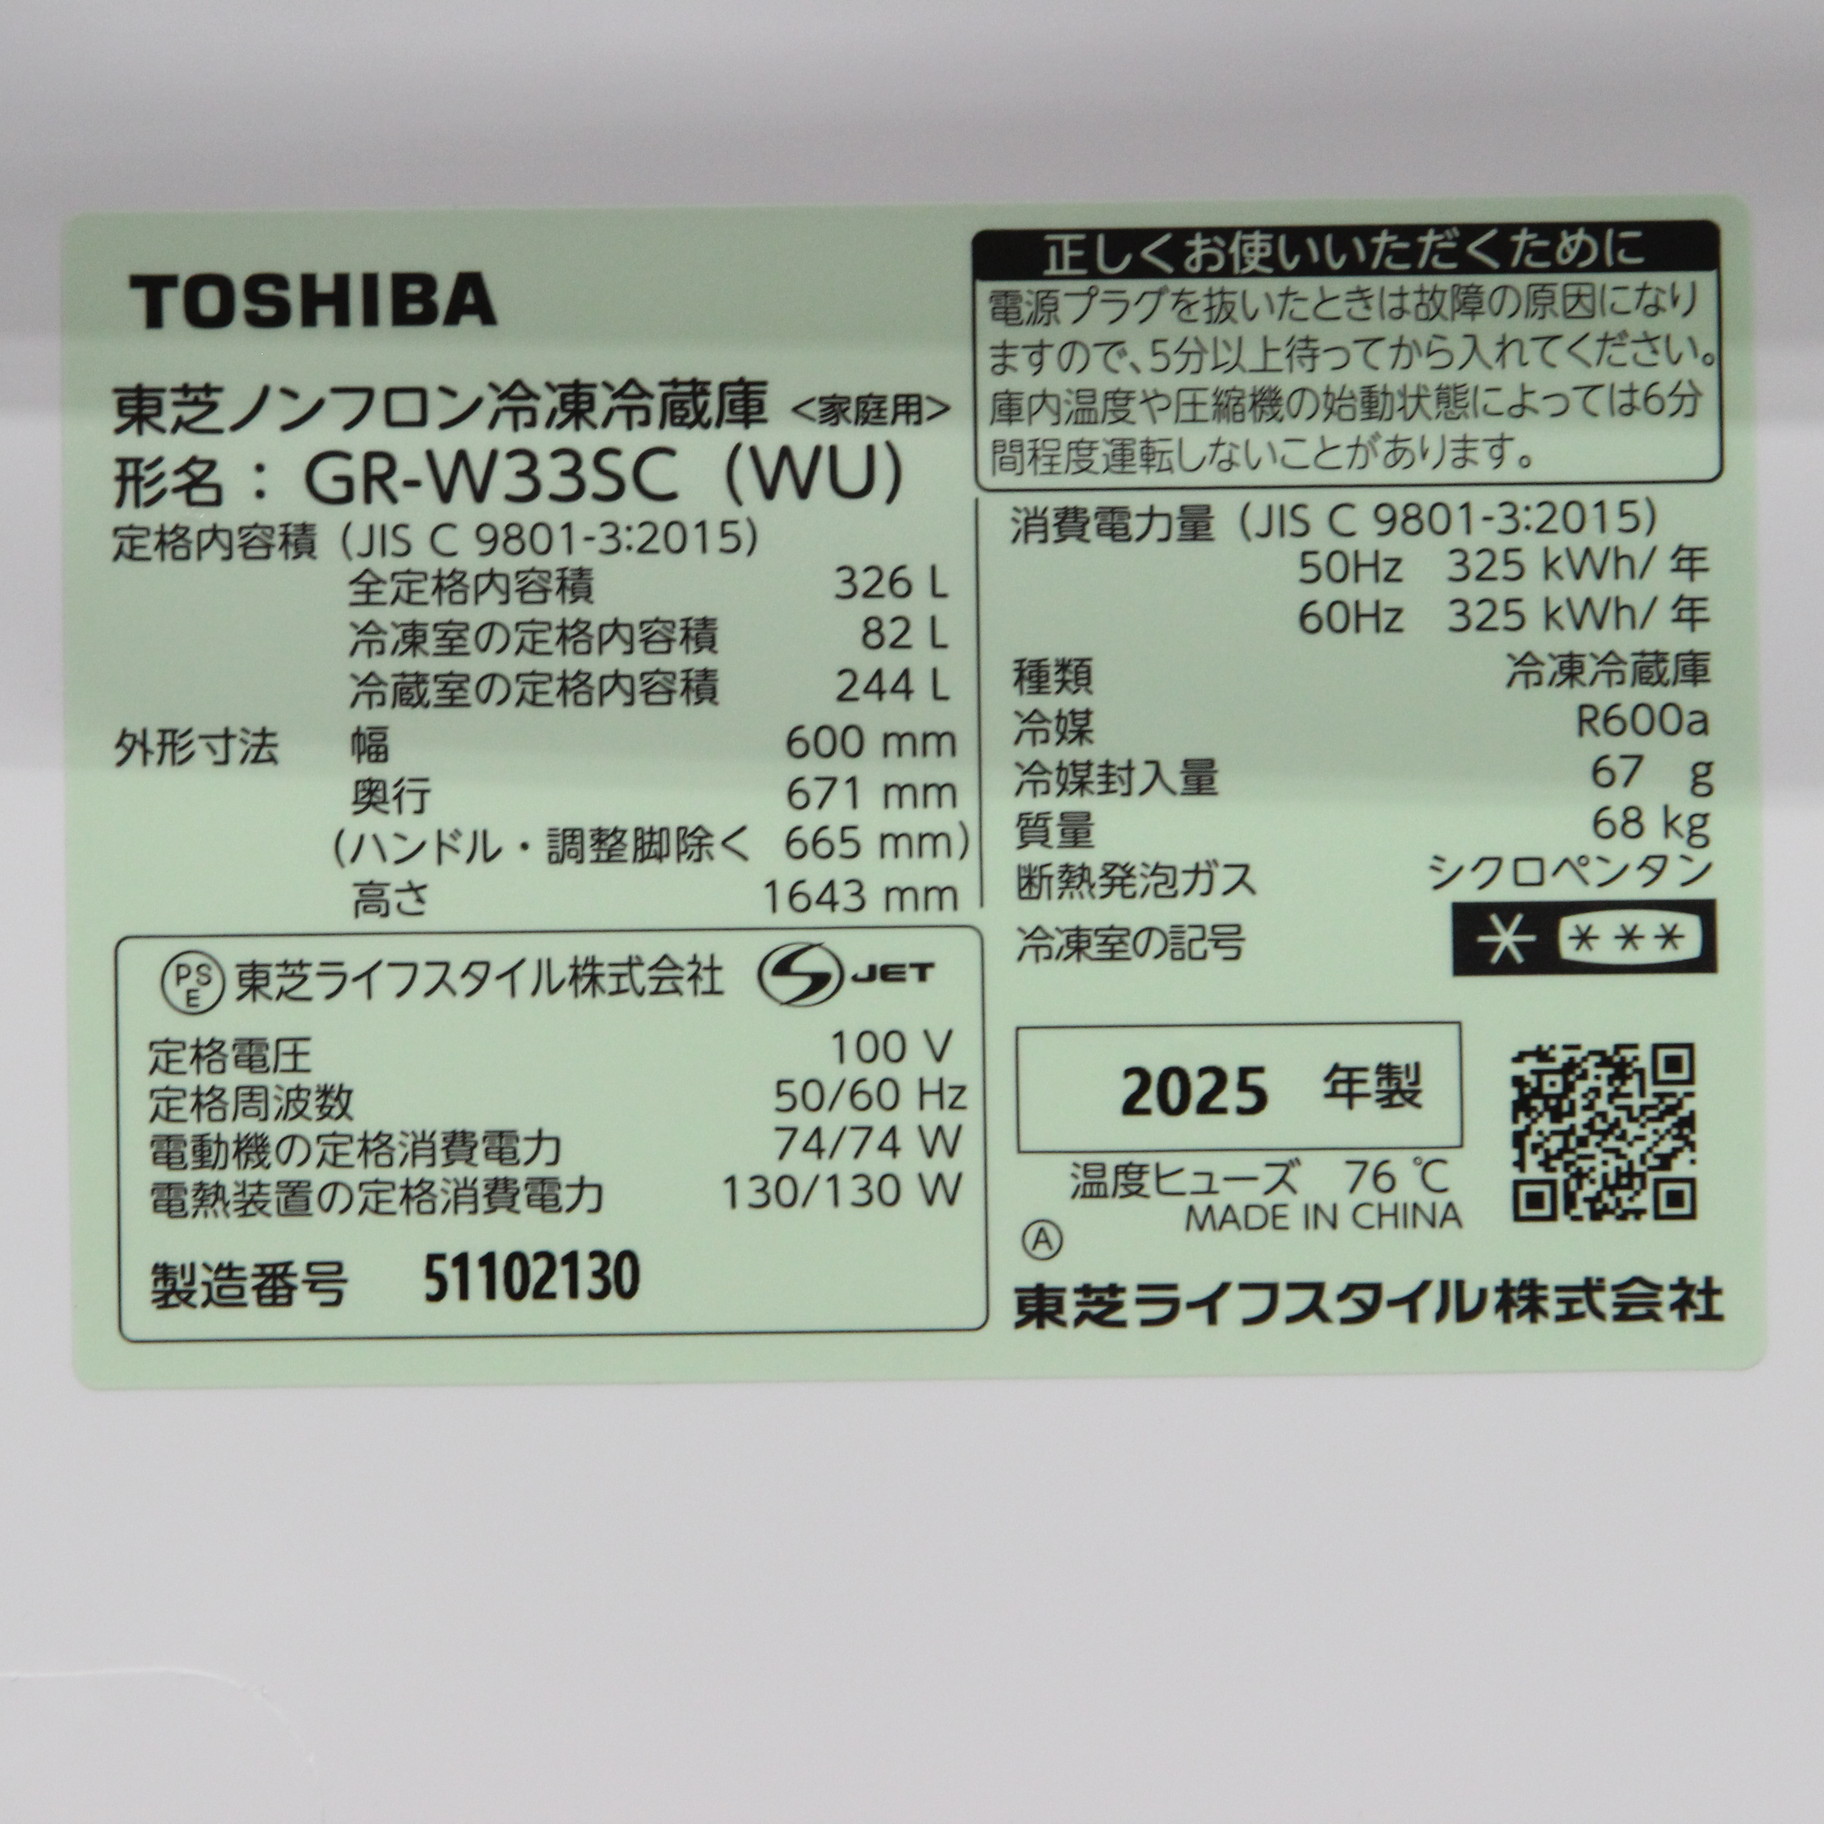 TOSHIBA
東芝ノンフロン冷凍冷蔵庫 <家庭用>
形名： GR-W33SC (WU)
定格内容積 (JIS C 9801-3:2015)
全定格内容積 326 L
冷凍室の定格内容積 82 L
冷蔵室の定格内容積 244 L
外形寸法 幅 600 mm
奥行 671 mm
(ハンドル・調整脚除く 665 mm)
高さ 1643 mm
PS E 東芝ライフスタイル株式会社 S JET
定格電圧 100 V
定格周波数 50/60 Hz
電動機の定格消費電力 74/74 W
電熱装置の定格消費電力 130/130 W
製造番号 51102130
正しくお使いいただくために
電源プラグを抜いたときは故障の原因になり
ますので、5分以上待ってから入れてください。
庫内温度や圧縮機の始動状態によっては6分
間程度運転しないことがあります。
消費電力量 (JIS C 9801-3:2015)
50Hz 325 kWh/ 年
60Hz 325 kWh/ 年
種類 冷凍冷蔵庫
冷媒 R600a
冷媒封入量 67 g
質量 68 kg
断熱発泡ガス シクロペンタン
冷凍室の記号 * ***
2025 年製
温度ヒューズ 76 ℃
MADE IN CHINA
Ⓐ
東芝ライフスタイル株式会社